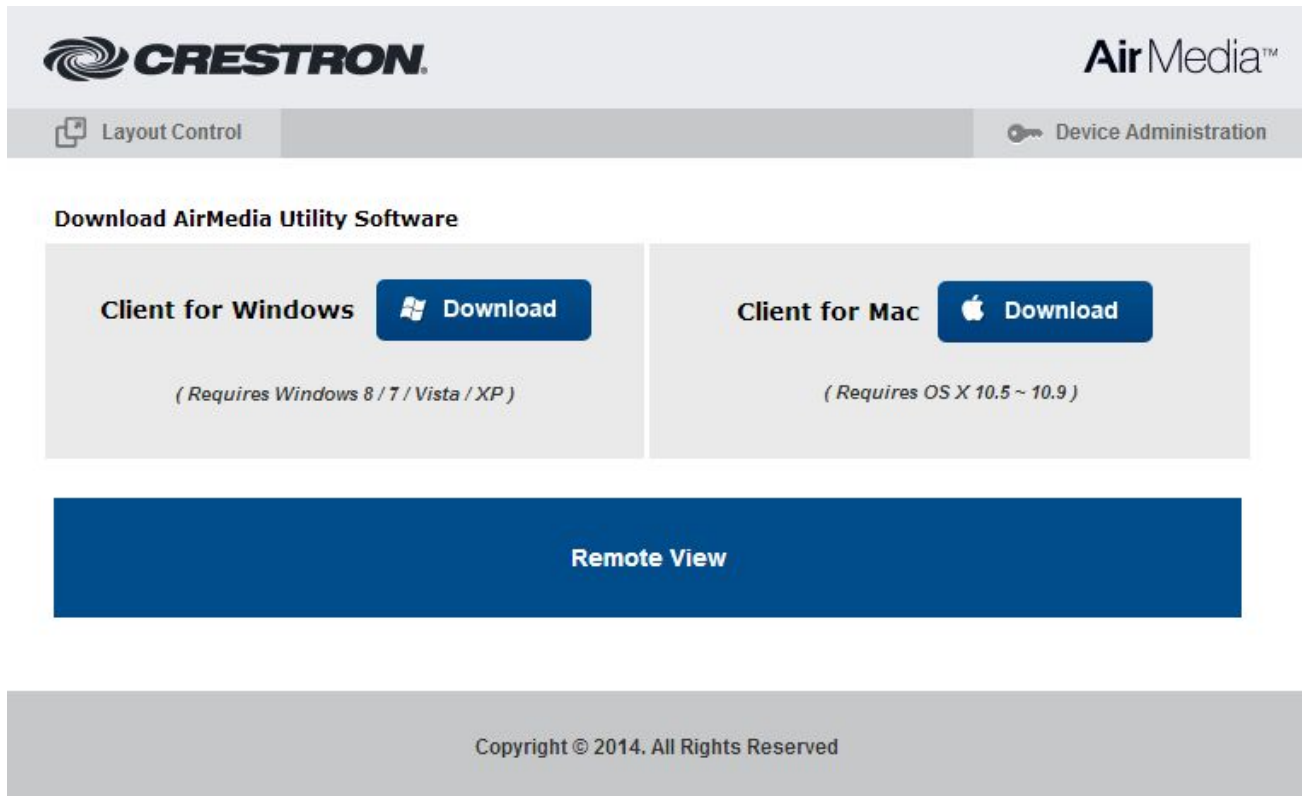 CRESTRON.
AirMedia™
Layout Control
Device Administration
Download AirMedia Utility Software
Client for Windows
Download
Client for Mac
Download
( Requires Windows 8 / 7 / Vista / XP )
( Requires OS X 10.5 ~ 10.9 )
Remote View
Copyright © 2014. All Rights Reserved